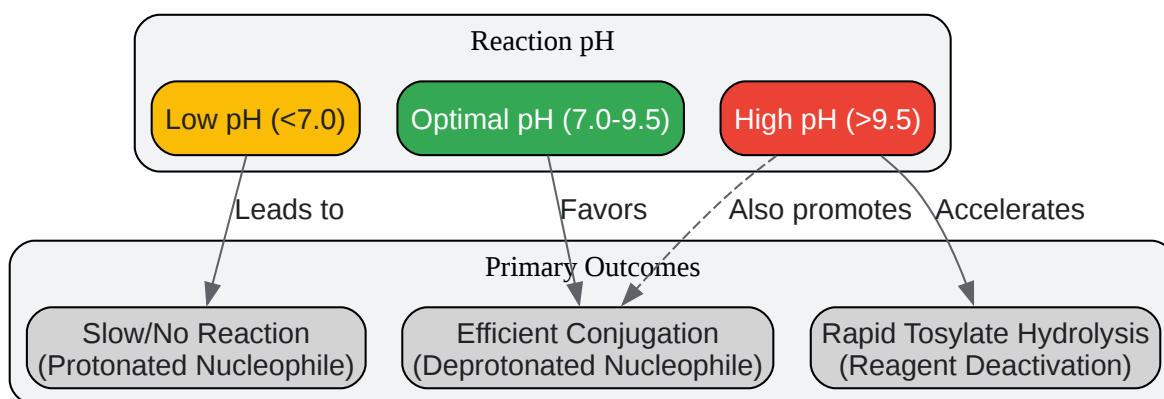 Reaction pH
Low pH (<7.0)
Optimal pH (7.0-9.5)
High pH (>9.5)
Leads to
Favors
Also promotes
Accelerates
Primary Outcomes
Slow/No Reaction
(Protonated Nucleophile)
Efficient Conjugation
(Deprotonated Nucleophile)
Rapid Tosylate Hydrolysis
(Reagent Deactivation)